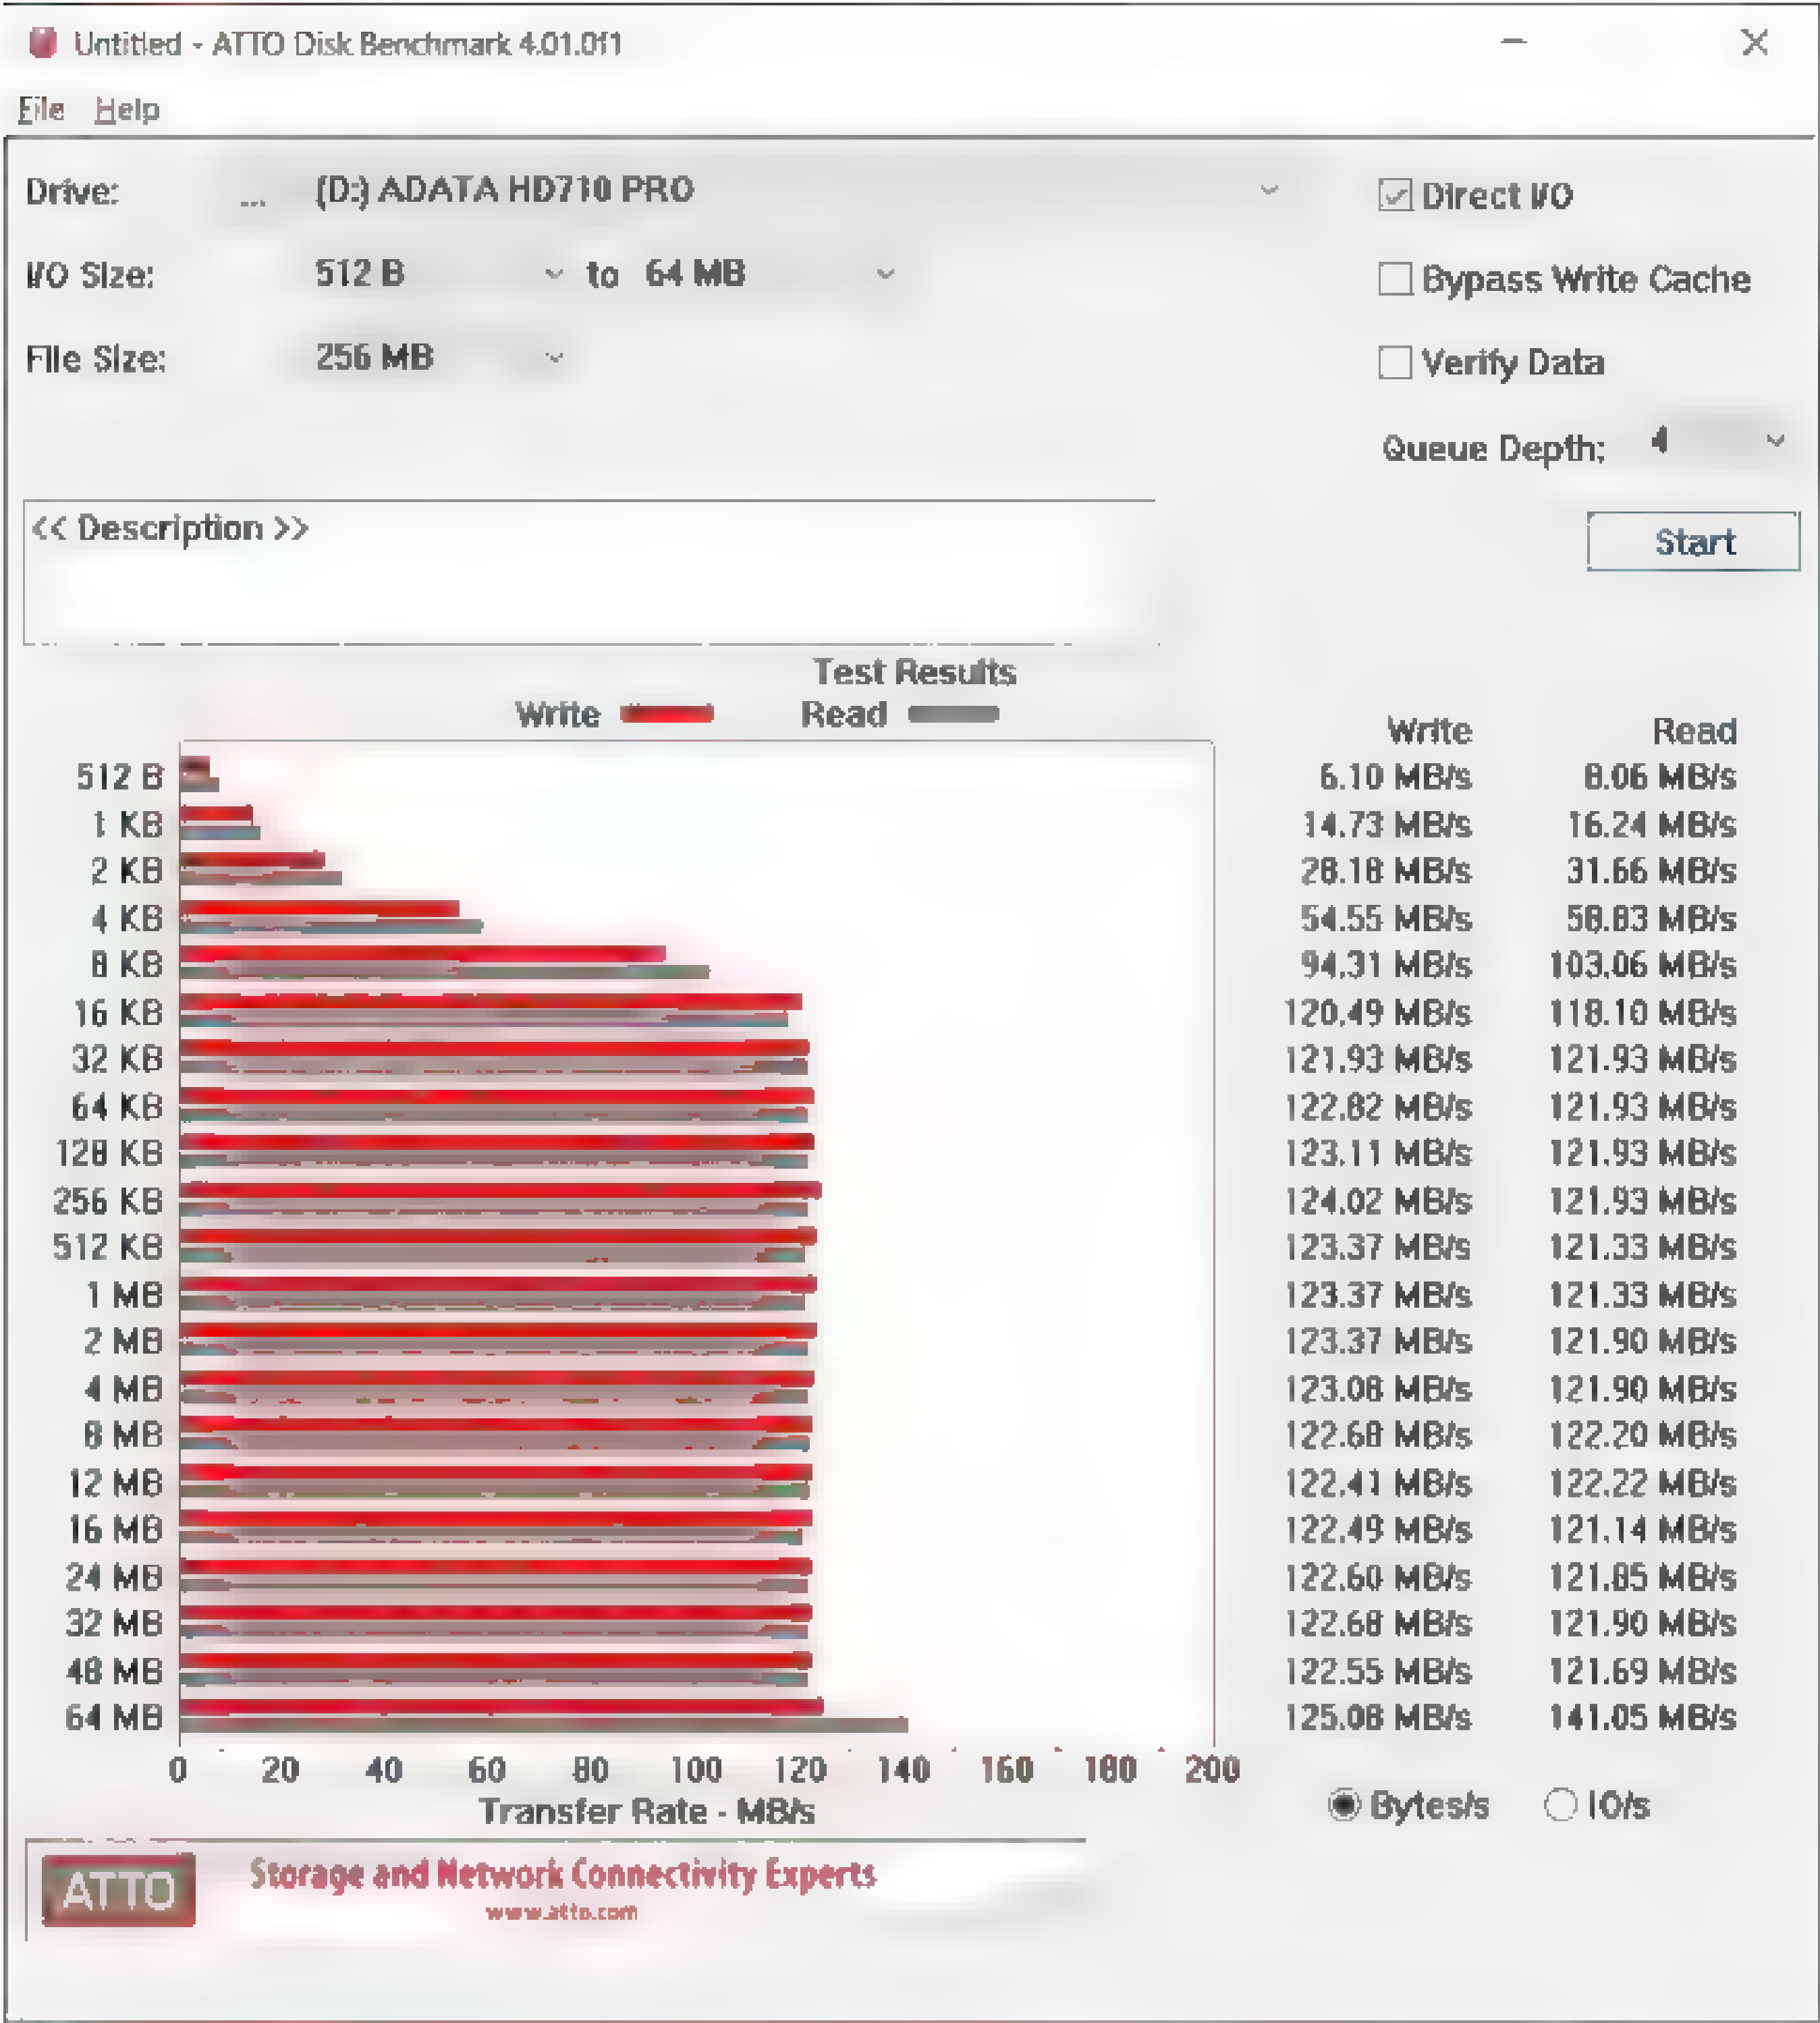 Untitled - ATTO Disk Benchmark 4.01.0f1
File Help
Drive: ... (D:) ADATA HD710 PRO
Direct I/O
I/O Size: 512 B to 64 MB
Bypass Write Cache
File Size: 256 MB
Verify Data
Queue Depth: 4
<< Description >>
Start
Test Results
Write Read
Write Read
512 B 6.10 MB/s 8.06 MB/s
1 KB 14.73 MB/s 16.24 MB/s
2 KB 28.18 MB/s 31.66 MB/s
4 KB 54.55 MB/s 58.83 MB/s
8 KB 94.31 MB/s 103.06 MB/s
16 KB 120.49 MB/s 118.10 MB/s
32 KB 121.93 MB/s 121.93 MB/s
64 KB 122.82 MB/s 121.93 MB/s
128 KB 123.11 MB/s 121.93 MB/s
256 KB 124.02 MB/s 121.93 MB/s
512 KB 123.37 MB/s 121.33 MB/s
1 MB 123.37 MB/s 121.33 MB/s
2 MB 123.37 MB/s 121.90 MB/s
4 MB 123.08 MB/s 121.90 MB/s
8 MB 122.68 MB/s 122.20 MB/s
12 MB 122.41 MB/s 122.22 MB/s
16 MB 122.49 MB/s 121.14 MB/s
24 MB 122.60 MB/s 121.85 MB/s
32 MB 122.68 MB/s 121.90 MB/s
48 MB 122.55 MB/s 121.69 MB/s
64 MB 125.08 MB/s 141.05 MB/s
0 20 40 60 80 100 120 140 160 180 200
Transfer Rate - MB/s
Bytes/s IO/s
ATTO
Storage and Network Connectivity Experts
www.atto.com